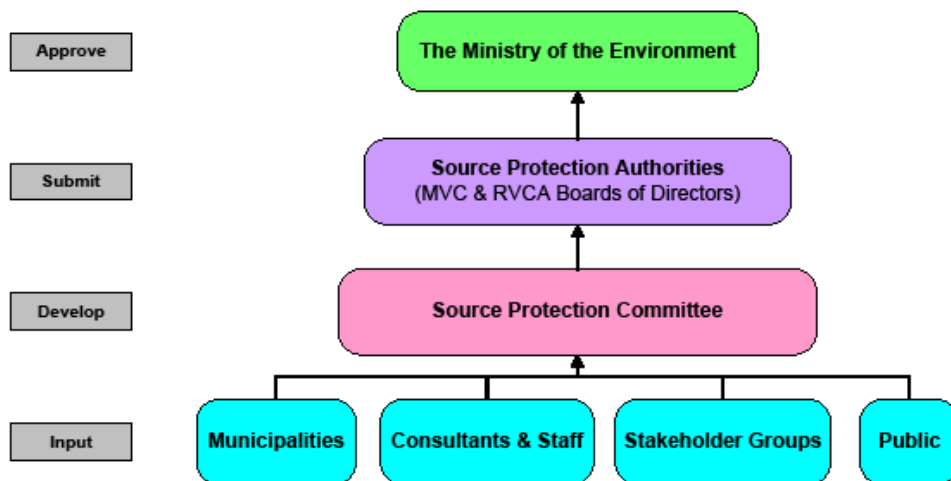 Approve
The Ministry of the Environment
Submit
Source Protection Authorities
(MVC & RVCA Boards of Directors)
Develop
Source Protection Committee
Input
Municipalities
Consultants & Staff
Stakeholder Groups
Public